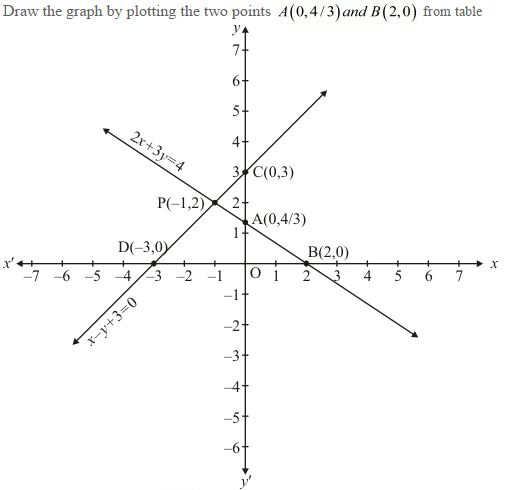 Draw the graph by plotting the two points A(0,4/3) and B(2,0) from table
y
7
6
5
2x+3y=4
4
3 C(0,3)
P(–1,2) 2
A(0,4/3)
1
D(–3,0) B(2,0)
x' x
–7 –6 –5 –4 –3 –2 –1 O 1 2 3 4 5 6 7
x–y+3=0
–1
–2
–3
–4
–5
–6
y'